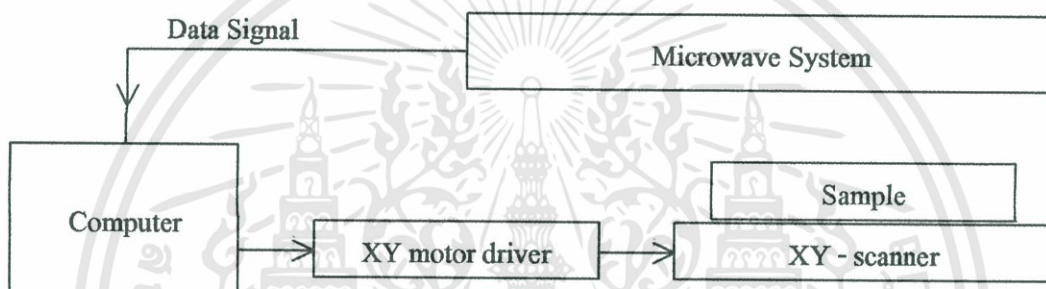 Data Signal
Microwave System
Computer
Sample
XY motor driver
XY - scanner